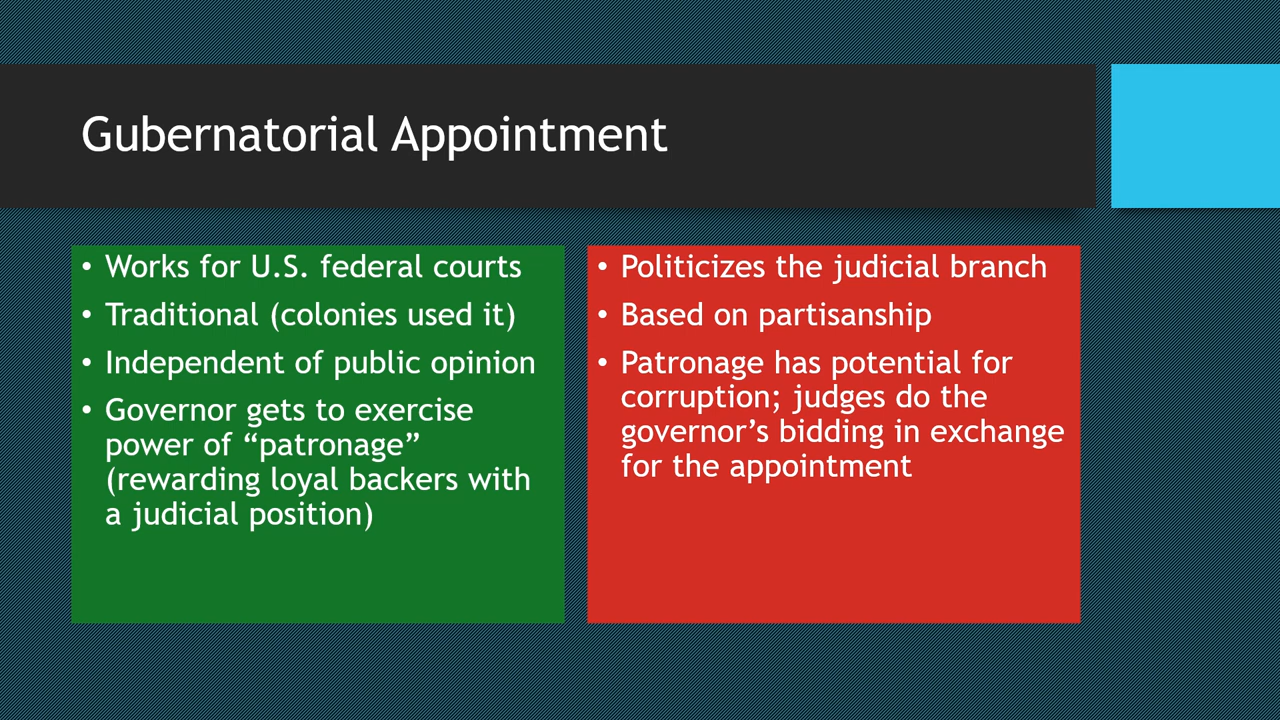 Gubernatorial Appointment
• Works for U.S. federal courts
• Traditional (colonies used it)
• Independent of public opinion
• Governor gets to exercise
power of “patronage”
(rewarding loyal backers with
a judicial position)
• Politicizes the judicial branch
• Based on partisanship
• Patronage has potential for
corruption; judges do the
governor’s bidding in exchange
for the appointment